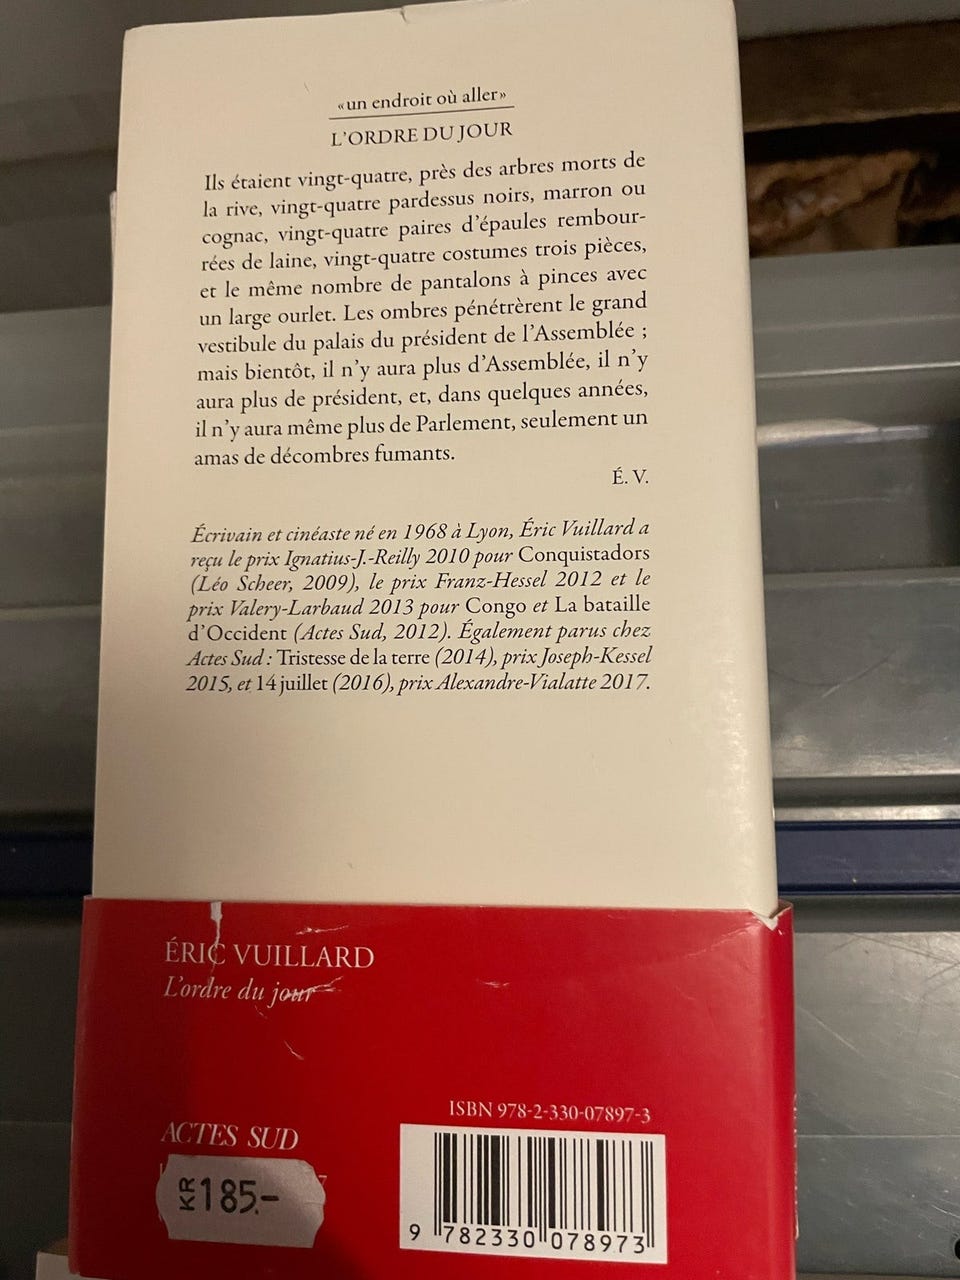 «un endroit où aller»
L'ORDRE DU JOUR
Ils étaient vingt-quatre, près des arbres morts de
la rive, vingt-quatre pardessus noirs, marron ou
cognac, vingt-quatre paires d'épaules rembour-
rées de laine, vingt-quatre costumes trois pièces,
et le même nombre de pantalons à pinces avec
un large ourlet. Les ombres pénétrèrent le grand
vestibule du palais du président de l'Assemblée ;
mais bientôt, il n'y aura plus d'Assemblée, il n'y
aura plus de président, et, dans quelques années,
il n'y aura même plus de Parlement, seulement un
amas de décombres fumants.
É. V.
Écrivain et cinéaste né en 1968 à Lyon, Éric Vuillard a
reçu le prix Ignatius-J.-Reilly 2010 pour Conquistadors
(Léo Scheer, 2009), le prix Franz-Hessel 2012 et le
prix Valery-Larbaud 2013 pour Congo et La bataille
d'Occident (Actes Sud, 2012). Également parus chez
Actes Sud : Tristesse de la terre (2014), prix Joseph-Kessel
2015, et 14 juillet (2016), prix Alexandre-Vialatte 2017.
ÉRIC VUILLARD
L'ordre du jour
ISBN 978-2-330-07897-3
ACTES SUD
KR 185.-
9 782330 078973